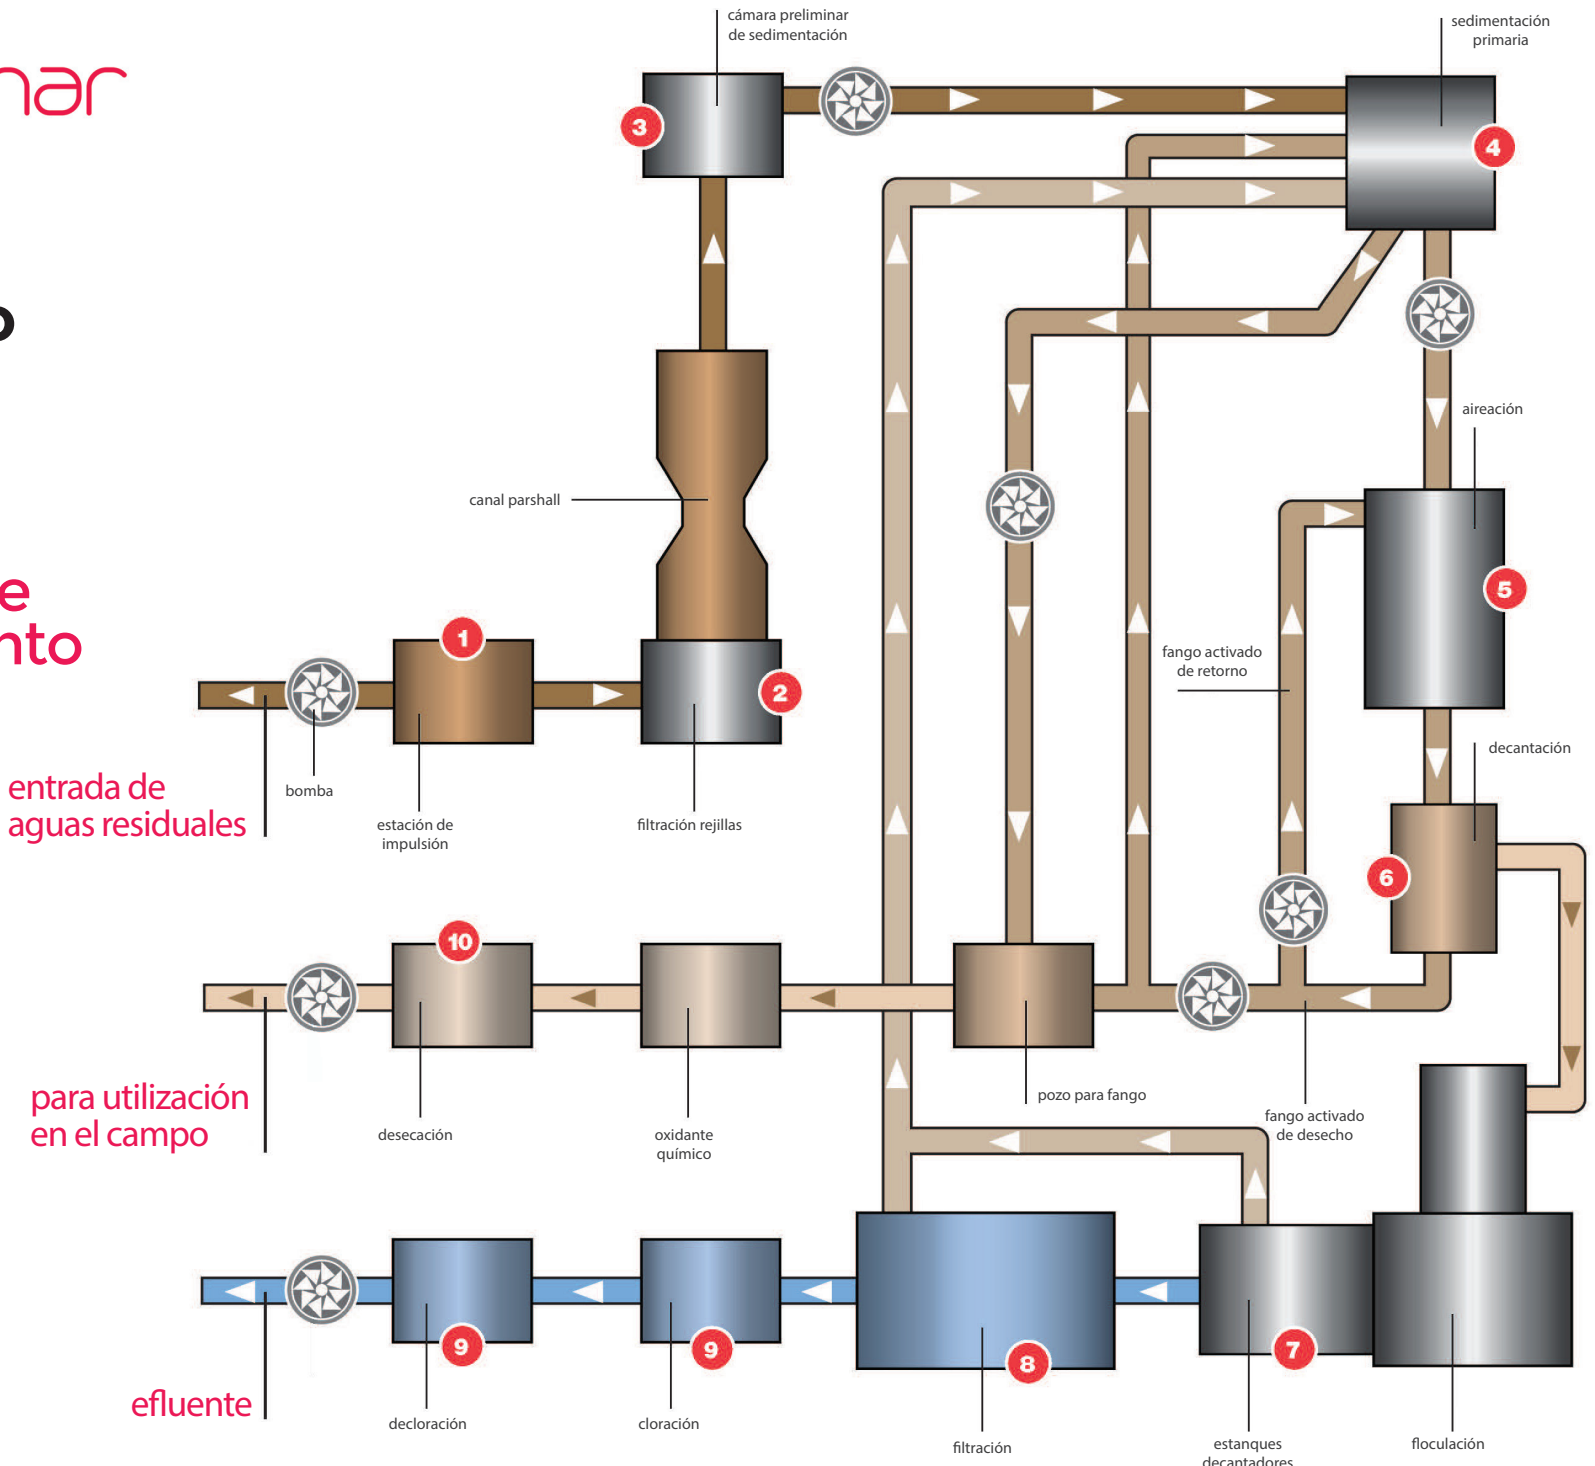 cámara preliminar
de sedimentación
sedimentación
primaria
3
4
aireación
canal parshall
5
1
fango activado
de retorno
2
decantación
entrada de
aguas residuales
bomba
estación de
impulsión
filtración rejillas
6
10
para utilización
en el campo
desecación
oxidante
químico
pozo para fango
fango activado
de desecho
9
9
8
7
efluente
decloración
cloración
filtración
estanques
decantadores
floculación